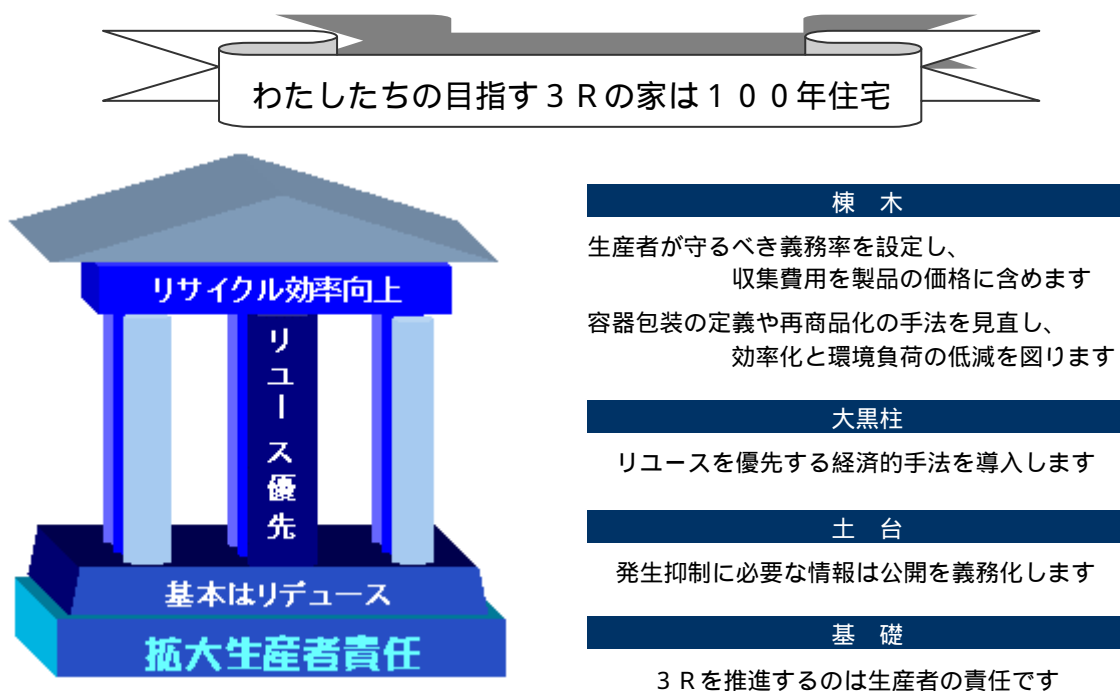 わたしたちの目指す３Ｒの家は１００年住宅
リサイクル効率向上
リユース優先
基本はリデュース
拡大生産者責任
棟　木
生産者が守るべき義務率を設定し、
収集費用を製品の価格に含めます
容器包装の定義や再商品化の手法を見直し、
効率化と環境負荷の低減を図ります
大黒柱
リユースを優先する経済的手法を導入します
土　台
発生抑制に必要な情報は公開を義務化します
基　礎
３Ｒを推進するのは生産者の責任です